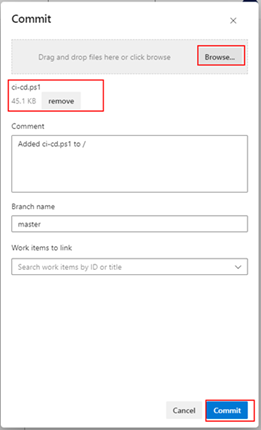 Commit
Drag and drop files here or click browse
Browse...
ci-cd.ps1
45.1 KB remove
Comment
Added ci-cd.ps1 to /
Branch name
master
Work items to link
Search work items by ID or title
Cancel Commit